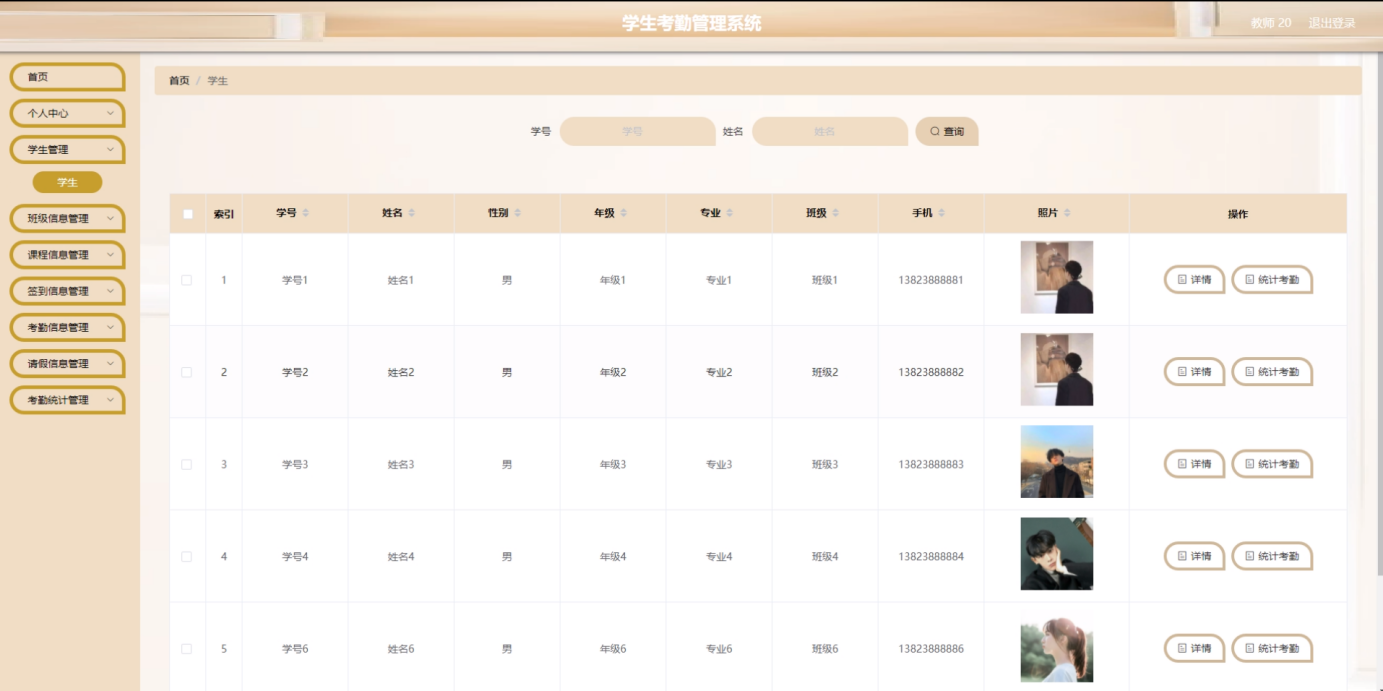 学生考勤管理系统
教师 20 退出登录
首页
个人中心
学生管理
学生
班级信息管理
课程信息管理
签到信息管理
考勤信息管理
请假信息管理
考勤统计管理
首页 / 学生
学号 学号 姓名 姓名 查询
索引 学号 姓名 性别 年级 专业 班级 手机 照片 操作
1 学号1 姓名1 男 年级1 专业1 班级1 13823888881 详情 统计考勤
2 学号2 姓名2 男 年级2 专业2 班级2 13823888882 详情 统计考勤
3 学号3 姓名3 男 年级3 专业3 班级3 13823888883 详情 统计考勤
4 学号4 姓名4 男 年级4 专业4 班级4 13823888884 详情 统计考勤
5 学号6 姓名6 男 年级6 专业6 班级6 13823888886 详情 统计考勤